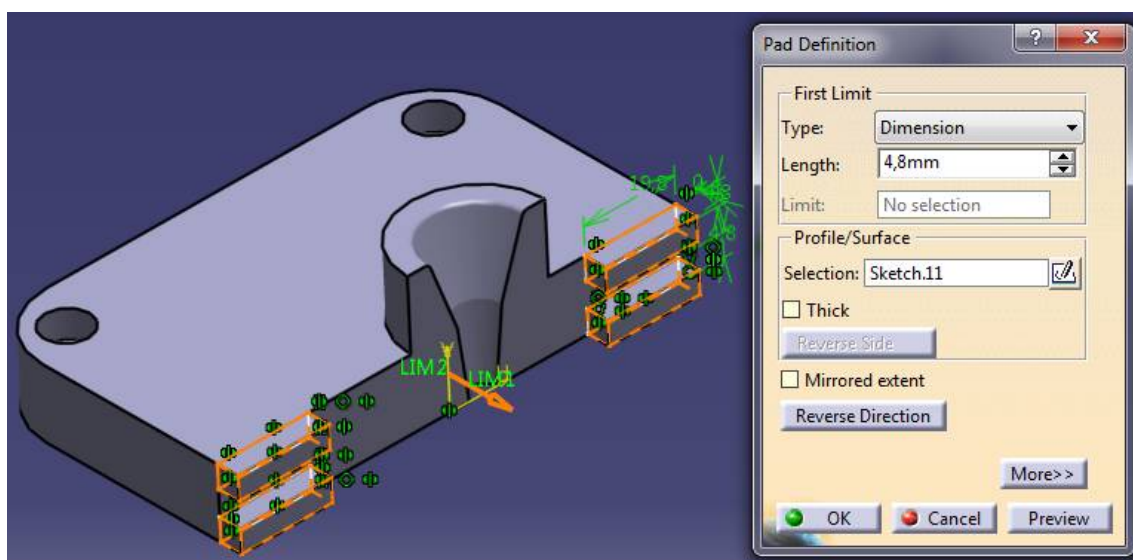 Pad Definition
First Limit
Type: Dimension
Length: 4,8mm
Limit: No selection
Profile/Surface
Selection: Sketch.11
Thick
Reverse Side
Mirrored extent
Reverse Direction
More>>
OK Cancel Preview
LIM2
LIM1